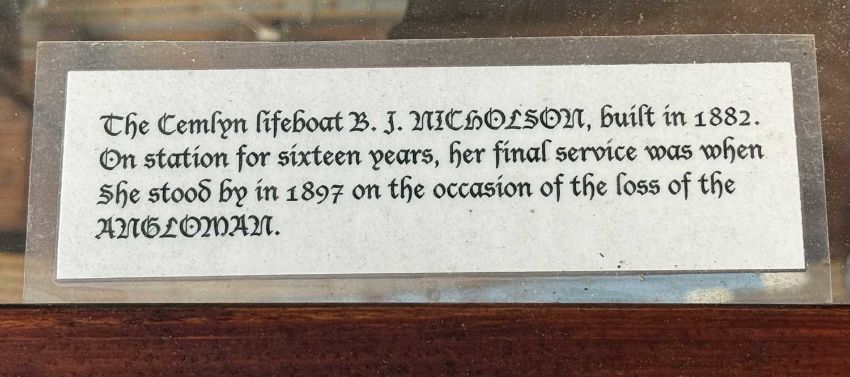 The Cemlyn lifeboat B. J. NICHOLSON, built in 1882.
On station for sixteen years, her final service was when
She stood by in 1897 on the occasion of the loss of the
ANGLOMAN.